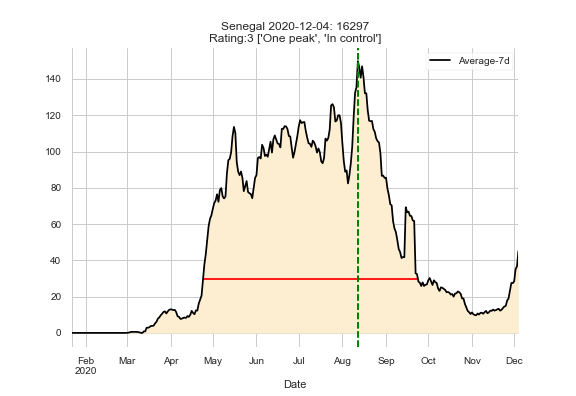 Senegal 2020-12-04: 16297
Rating:3 ['One peak', 'In control']
Average-7d
140
120
100
80
60
40
20
0
Feb Mar Apr May Jun Jul Aug Sep Oct Nov Dec
2020
Date